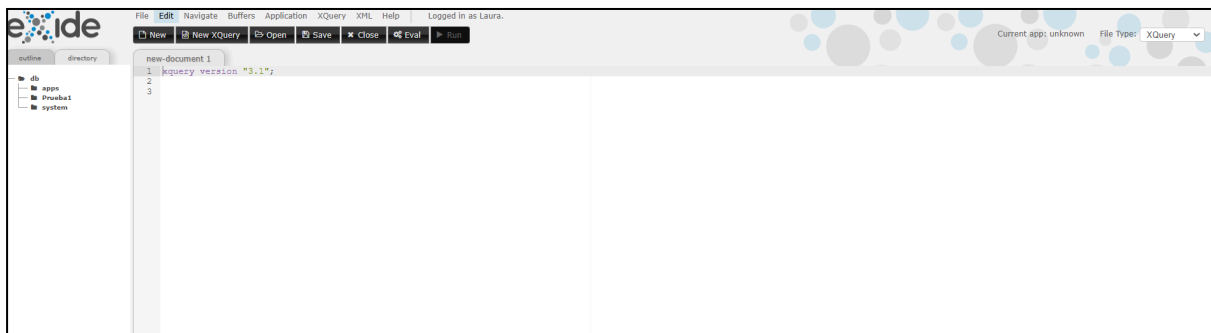 eXide
File Edit Navigate Buffers Application XQuery XML Help Logged in as Laura.
New New XQuery Open Save Close Eval Run
Current app: unknown File Type: XQuery
outline directory
new-document 1
db
apps
Prueba1
system
1 xquery version "3.1";
2
3